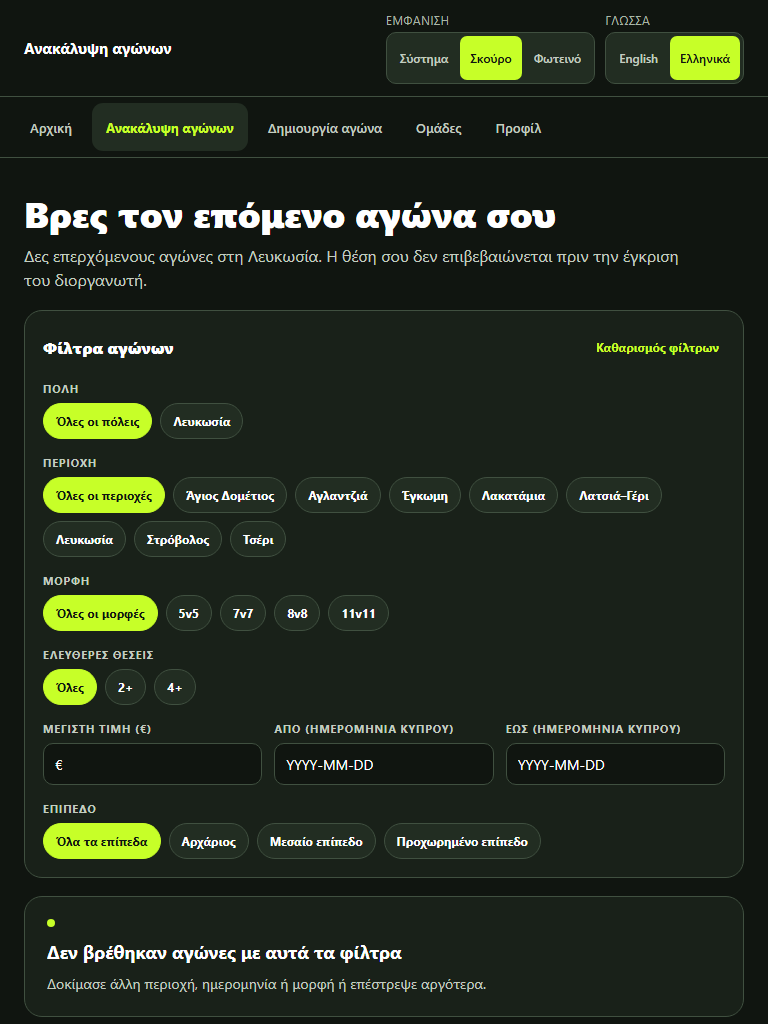 Ανακάλυψη αγώνων
ΕΜΦΑΝΙΣΗ
Σύστημα Σκούρο Φωτεινό
ΓΛΩΣΣΑ
English Ελληνικά
Αρχική Ανακάλυψη αγώνων Δημιουργία αγώνα Ομάδες Προφίλ
Βρες τον επόμενο αγώνα σου
Δες επερχόμενους αγώνες στη Λευκωσία. Η θέση σου δεν επιβεβαιώνεται πριν την έγκριση
του διοργανωτή.
Φίλτρα αγώνων
Καθαρισμός φίλτρων
ΠΟΛΗ
Όλες οι πόλεις Λευκωσία
ΠΕΡΙΟΧΗ
Όλες οι περιοχές Άγιος Δομέτιος Αγλαντζιά Έγκωμη Λακατάμια Λατσιά–Γέρι
Λευκωσία Στρόβολος Τσέρι
ΜΟΡΦΗ
Όλες οι μορφές 5v5 7v7 8v8 11v11
ΕΛΕΥΘΕΡΕΣ ΘΕΣΕΙΣ
Όλες 2+ 4+
ΜΕΓΙΣΤΗ ΤΙΜΗ (€) ΑΠΟ (ΗΜΕΡΟΜΗΝΙΑ ΚΥΠΡΟΥ) ΕΩΣ (ΗΜΕΡΟΜΗΝΙΑ ΚΥΠΡΟΥ)
€ YYYY-MM-DD YYYY-MM-DD
ΕΠΙΠΕΔΟ
Όλα τα επίπεδα Αρχάριος Μεσαίο επίπεδο Προχωρημένο επίπεδο
Δεν βρέθηκαν αγώνες με αυτά τα φίλτρα
Δοκίμασε άλλη περιοχή, ημερομηνία ή μορφή ή επέστρεψε αργότερα.